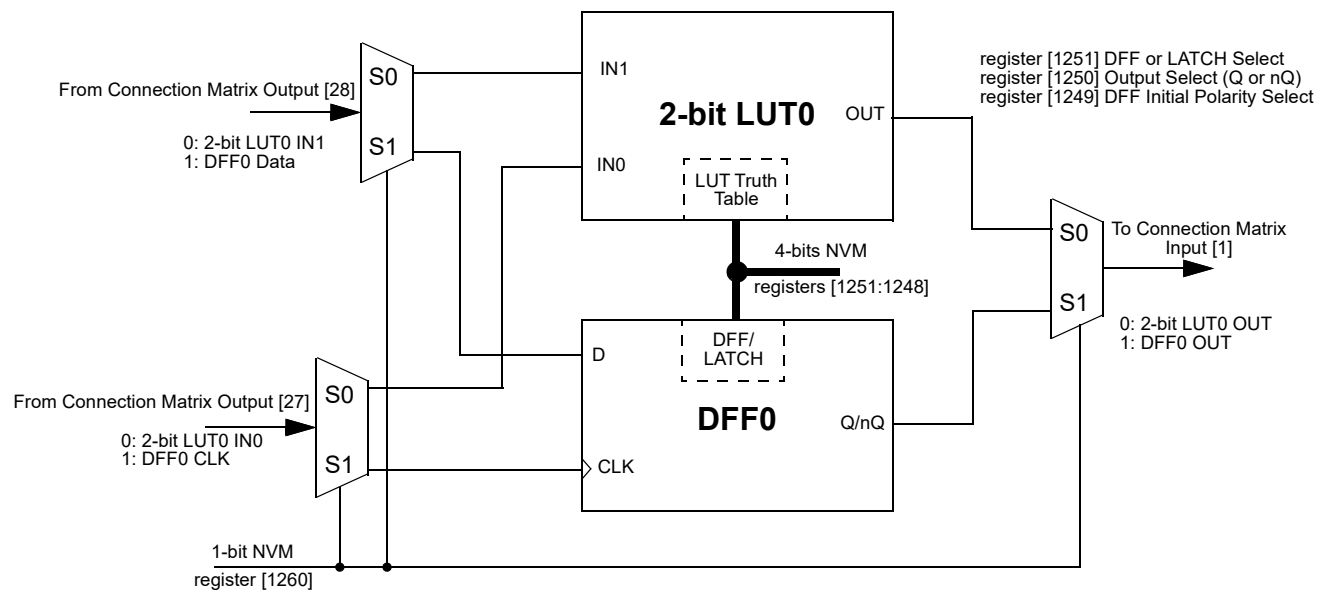 register [1251] DFF or LATCH Select
register [1250] Output Select (Q or nQ)
register [1249] DFF Initial Polarity Select
From Connection Matrix Output [28]
0: 2-bit LUT0 IN1
1: DFF0 Data
S0
S1
IN1
IN0
2-bit LUT0
OUT
LUT Truth
Table
4-bits NVM
registers [1251:1248]
S0
S1
To Connection Matrix
Input [1]
0: 2-bit LUT0 OUT
1: DFF0 OUT
From Connection Matrix Output [27]
0: 2-bit LUT0 IN0
1: DFF0 CLK
S0
S1
D
DFF/
LATCH
DFF0
Q/nQ
CLK
1-bit NVM
register [1260]